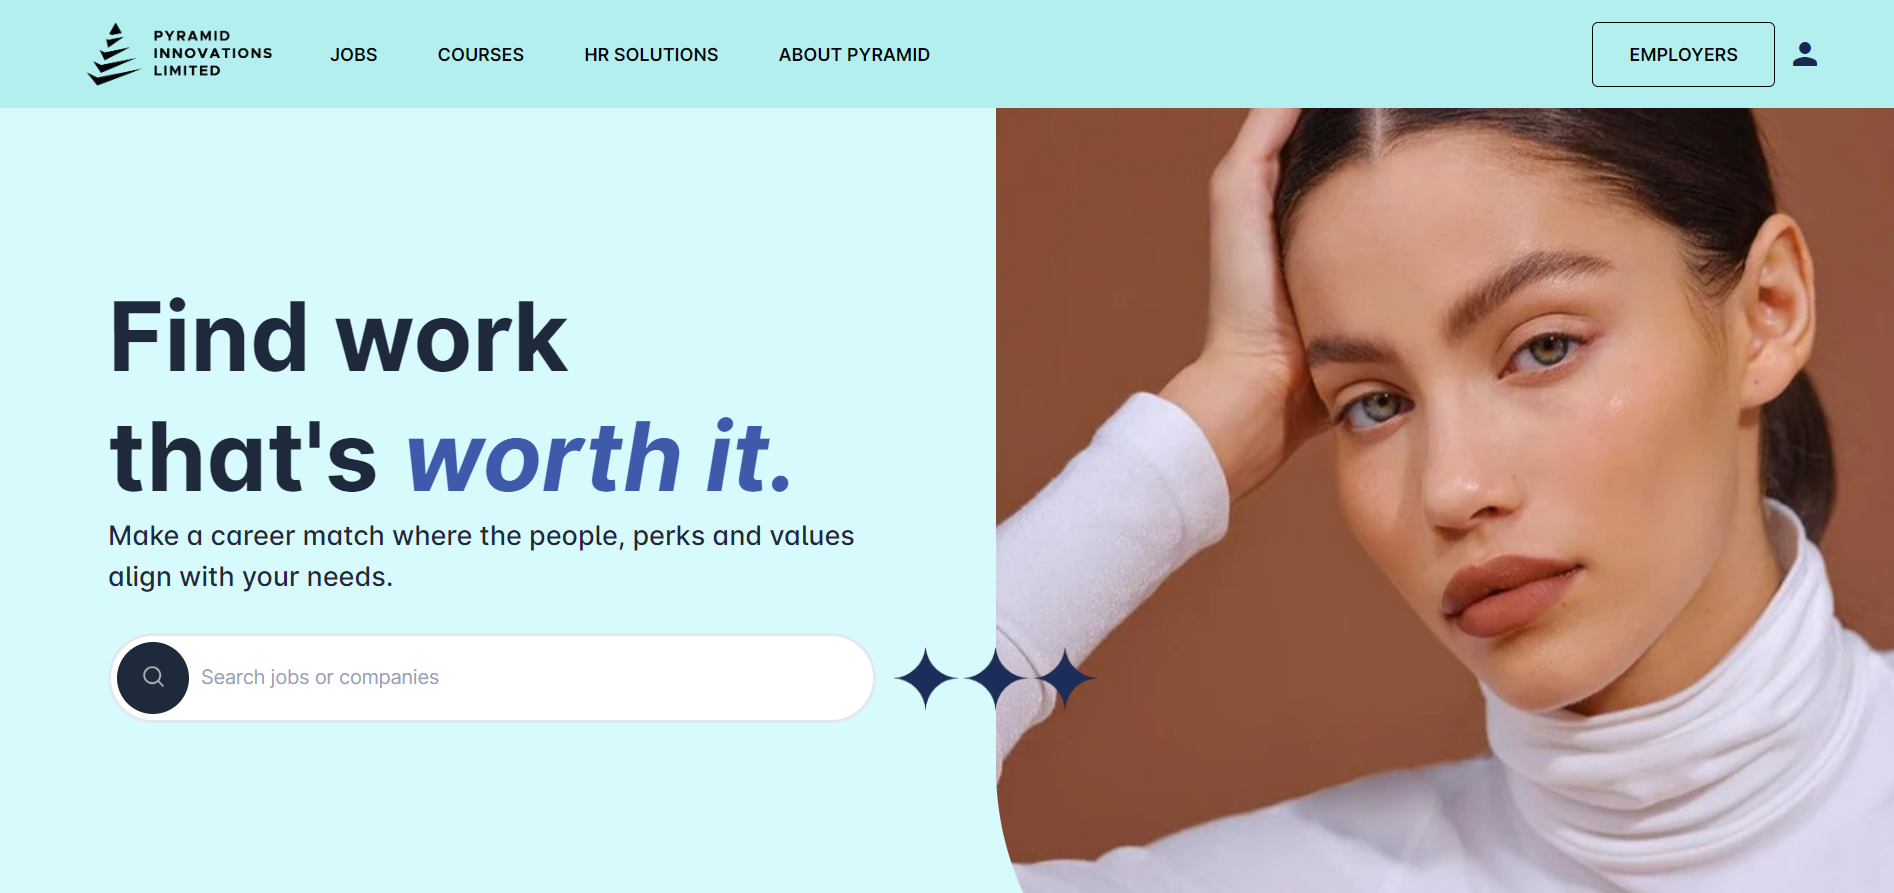 PYRAMID
INNOVATIONS
LIMITED
JOBS
COURSES
HR SOLUTIONS
ABOUT PYRAMID
EMPLOYERS
Find work
that's worth it.
Make a career match where the people, perks and values
align with your needs.
Search jobs or companies